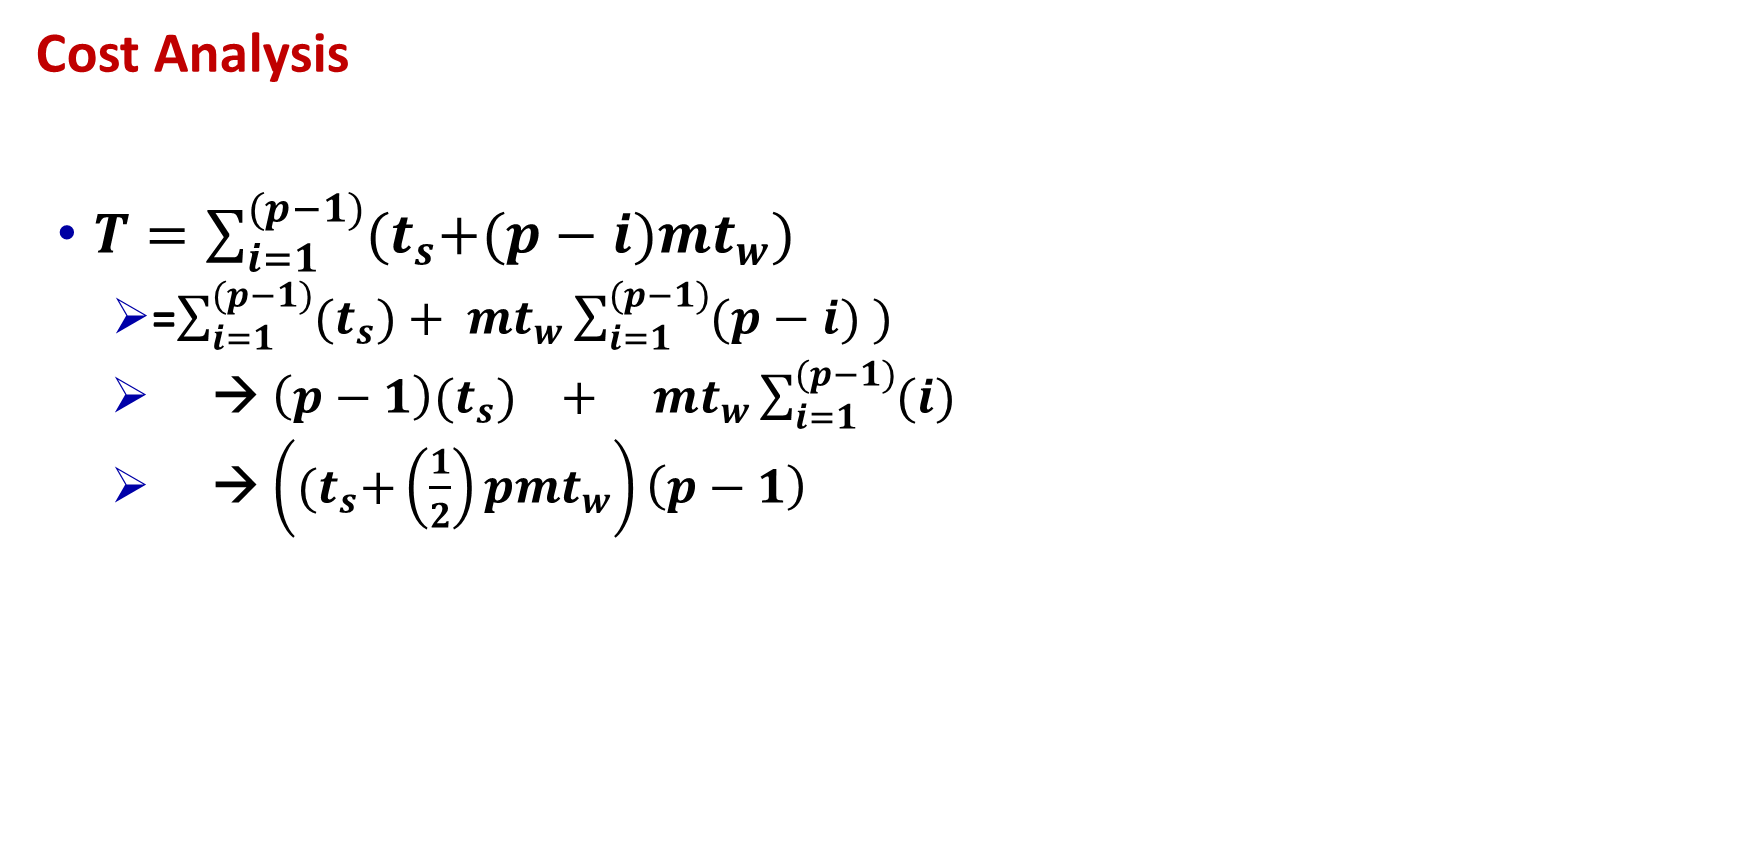 Cost Analysis
• T = ∑_{i=1}^{(p−1)}(t_s+(p − i)mt_w)
➢=∑_{i=1}^{(p−1)}(t_s) + mt_w ∑_{i=1}^{(p−1)}(p − i) )
➢ → (p − 1)(t_s) + mt_w ∑_{i=1}^{(p−1)}(i)
➢ → ((t_s+(1/2) pmt_w) (p − 1)